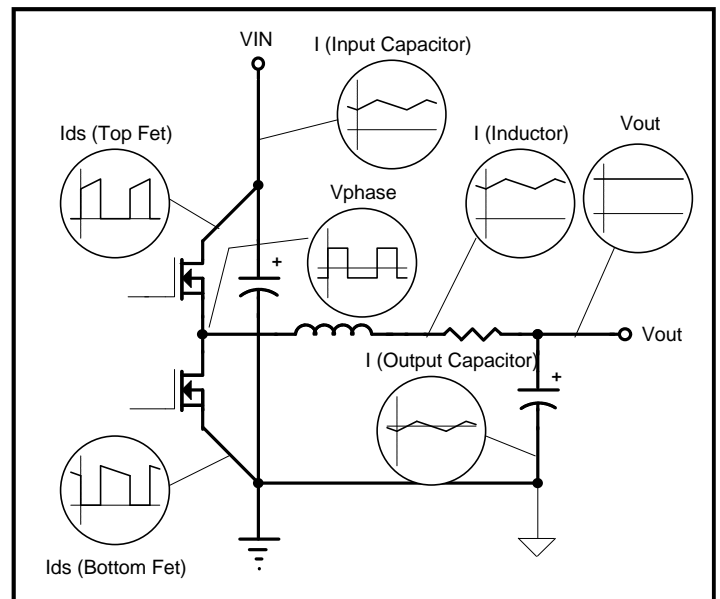 VIN
I (Input Capacitor)
Ids (Top Fet)
I (Inductor)
Vout
Vphase
+
Vout
I (Output Capacitor)
+
Ids (Bottom Fet)